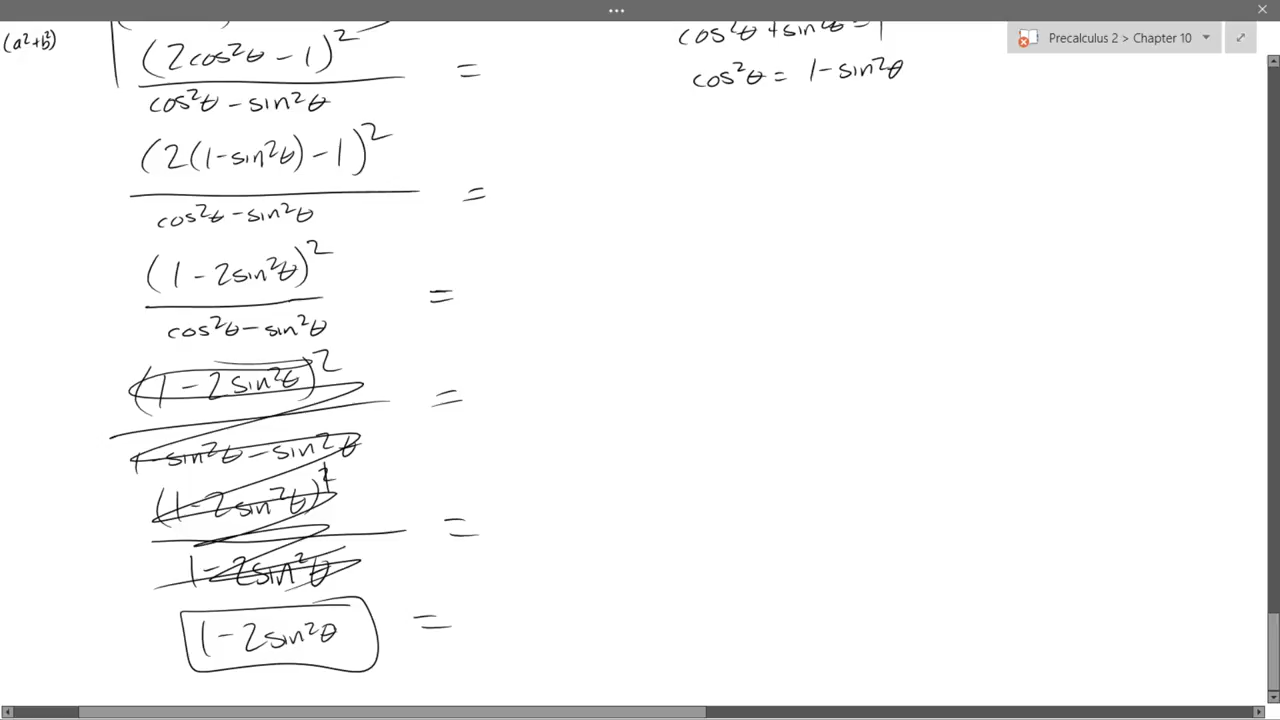 Precalculus 2 > Chapter 10
(a²+b²)
(2cos²θ - 1)²
cos²θ - sin²θ
=
cos²θ + sin²θ = 1
cos²θ = 1 - sin²θ
(2(1-sin²θ) - 1)²
cos²θ - sin²θ
=
(1 - 2sin²θ)²
cos²θ - sin²θ
=
(1 - 2sin²θ)²
1 - sin²θ - sin²θ
=
(1 - 2sin²θ)²
1 - 2sin²θ
=
1 - 2sin²θ
=